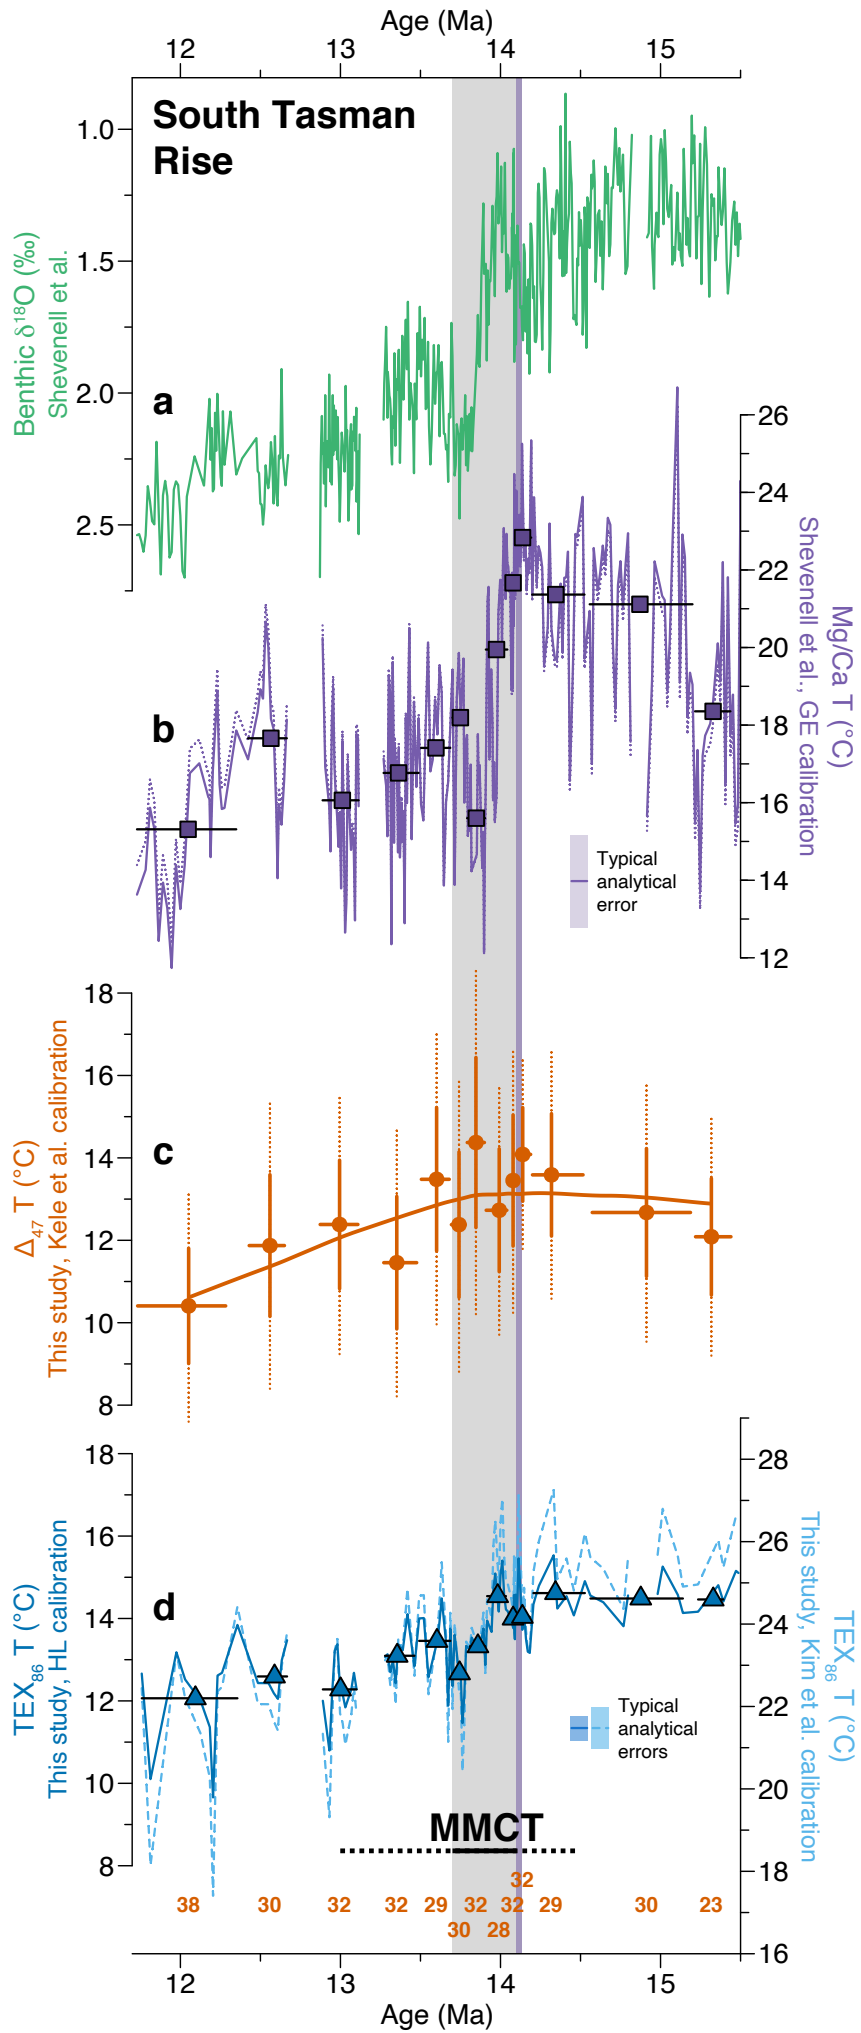 Age (Ma)
12 13 14 15
South Tasman
Rise
1.0
1.5
2.0
2.5
Benthic δ¹⁸O (‰)
Shevenell et al.
a
26
24
22
20
18
16
14
12
Mg/Ca T (°C)
Shevenell et al., GE calibration
b
Typical
analytical
error
18
16
14
12
10
8
Δ₄₇ T (°C)
This study, Kele et al. calibration
c
18
16
14
12
10
8
TEX₈₆ T (°C)
This study, HL calibration
d
28
26
24
22
20
18
16
TEX₈₆ T (°C)
This study, Kim et al. calibration
Typical
analytical
errors
MMCT
32
38 30 32 32 29 32 32 29 30 23
30 28
12 13 14 15
Age (Ma)